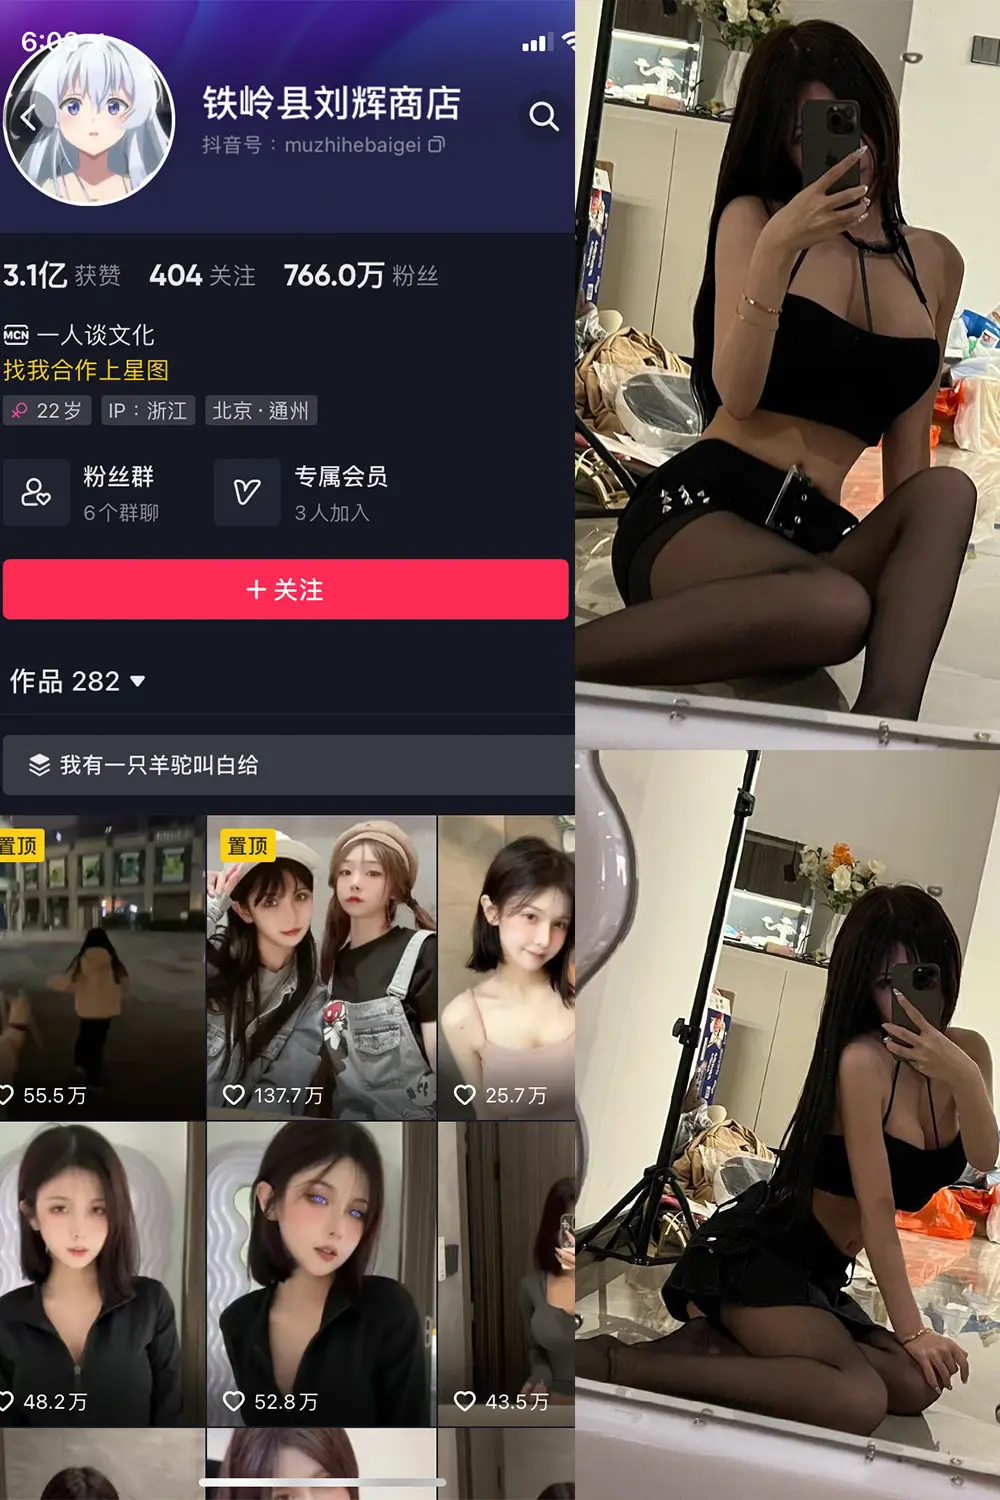 6:08
铁岭县刘辉商店
抖音号：muzhihebaigei
3.1亿 获赞 404 关注 766.0万 粉丝
MCN 一人谈文化
找我合作上星图
22岁 IP：浙江 北京·通州
粉丝群 专属会员
6个群聊 3人加入
+ 关注
作品 282
我有一只羊驼叫白给
置顶 置顶
55.5万 137.7万 25.7万
48.2万 52.8万 43.5万